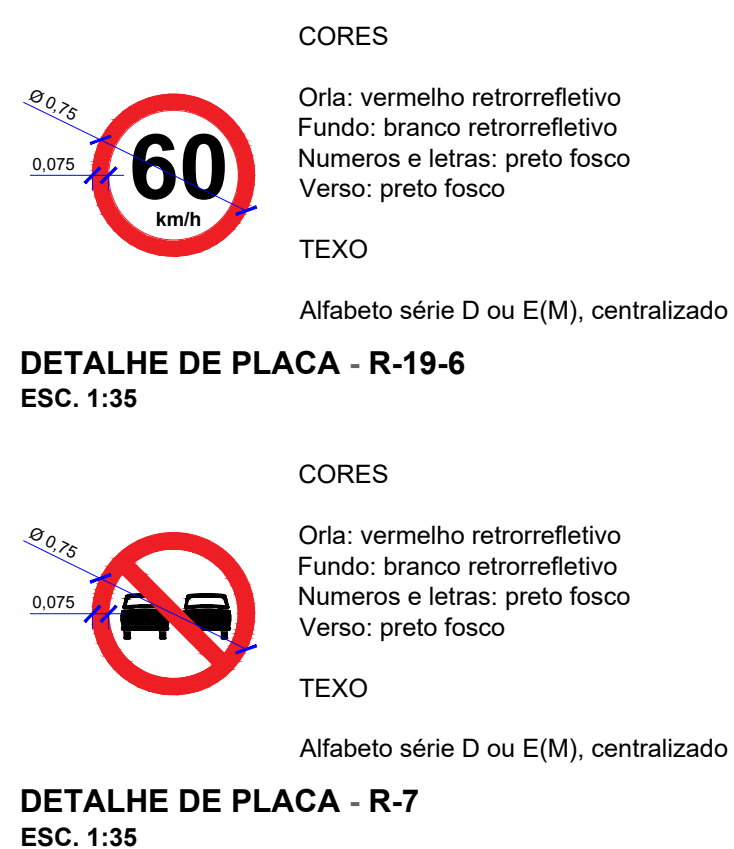 CORES
Ø 0,75
0,075
60
km/h
Orla: vermelho retrorrefletivo
Fundo: branco retrorrefletivo
Numeros e letras: preto fosco
Verso: preto fosco
TEXO
Alfabeto série D ou E(M), centralizado
DETALHE DE PLACA - R-19-6
ESC. 1:35
CORES
Ø 0,75
0,075
Orla: vermelho retrorrefletivo
Fundo: branco retrorrefletivo
Numeros e letras: preto fosco
Verso: preto fosco
TEXO
Alfabeto série D ou E(M), centralizado
DETALHE DE PLACA - R-7
ESC. 1:35